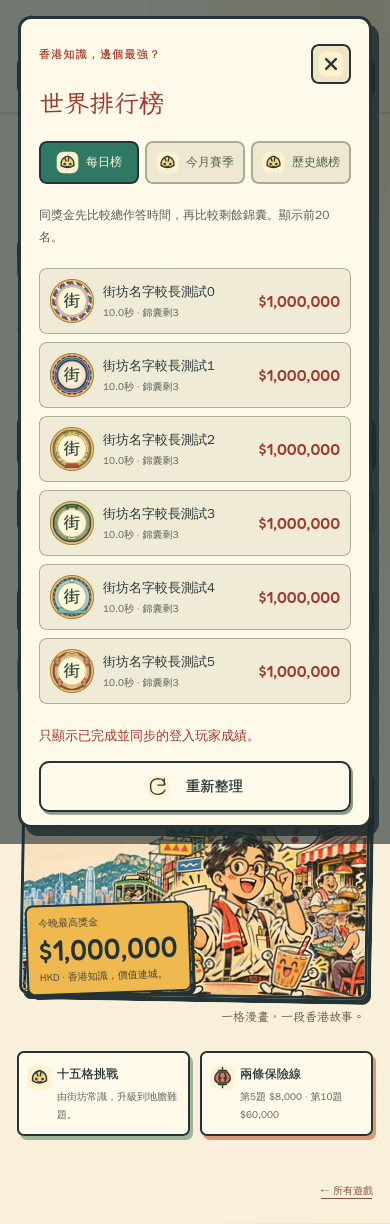 香港知識，邊個最強？
世界排行榜
每日榜
今月賽季
歷史總榜
同獎金先比較總作答時間，再比較剩餘錦囊。顯示前20
名。
街
街坊名字較長測試0
10.0秒 · 錦囊剩3
$1,000,000
街
街坊名字較長測試1
10.0秒 · 錦囊剩3
$1,000,000
街
街坊名字較長測試2
10.0秒 · 錦囊剩3
$1,000,000
街
街坊名字較長測試3
10.0秒 · 錦囊剩3
$1,000,000
街
街坊名字較長測試4
10.0秒 · 錦囊剩3
$1,000,000
街
街坊名字較長測試5
10.0秒 · 錦囊剩3
$1,000,000
只顯示已完成並同步的登入玩家成績。
重新整理
今晚最高獎金
$1,000,000
HKD · 香港知識，價值連城。
一格漫畫，一段香港故事。
十五格挑戰
由街坊常識，升級到地膽難
題。
兩條保險線
第5題 $8,000 · 第10題
$60,000
← 所有遊戲